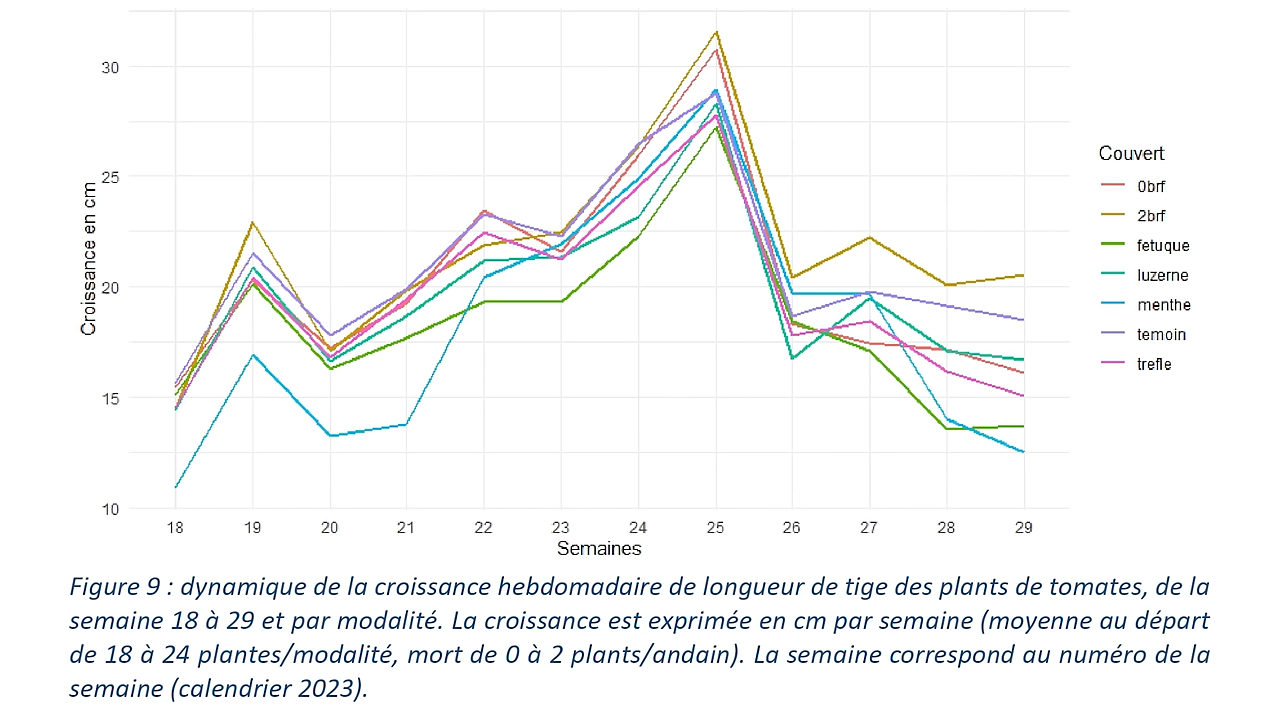 30
25
20
15
10
Croissance en cm
18 19 20 21 22 23 24 25 26 27 28 29
Semaines
Couvert
0brf
2brf
fetuque
luzerne
menthe
temoin
trefle
Figure 9 : dynamique de la croissance hebdomadaire de longueur de tige des plants de tomates, de la
semaine 18 à 29 et par modalité. La croissance est exprimée en cm par semaine (moyenne au départ
de 18 à 24 plantes/modalité, mort de 0 à 2 plants/andain). La semaine correspond au numéro de la
semaine (calendrier 2023).